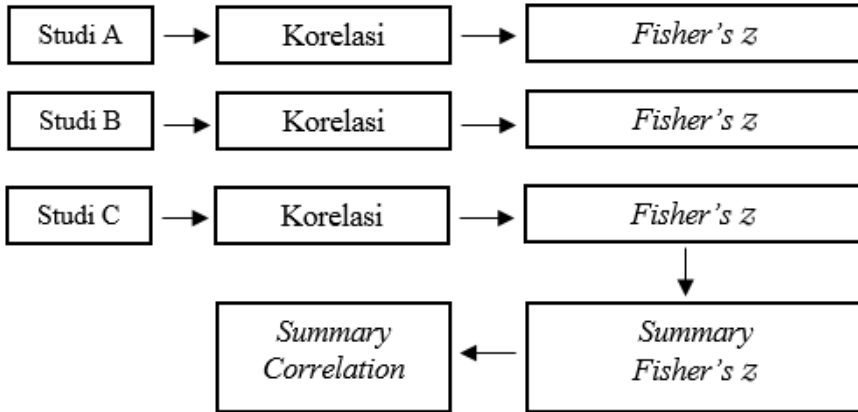 Studi A
Korelasi
Fisher's z
Studi B
Korelasi
Fisher's z
Studi C
Korelasi
Fisher's z
Summary
Correlation
Summary
Fisher's z